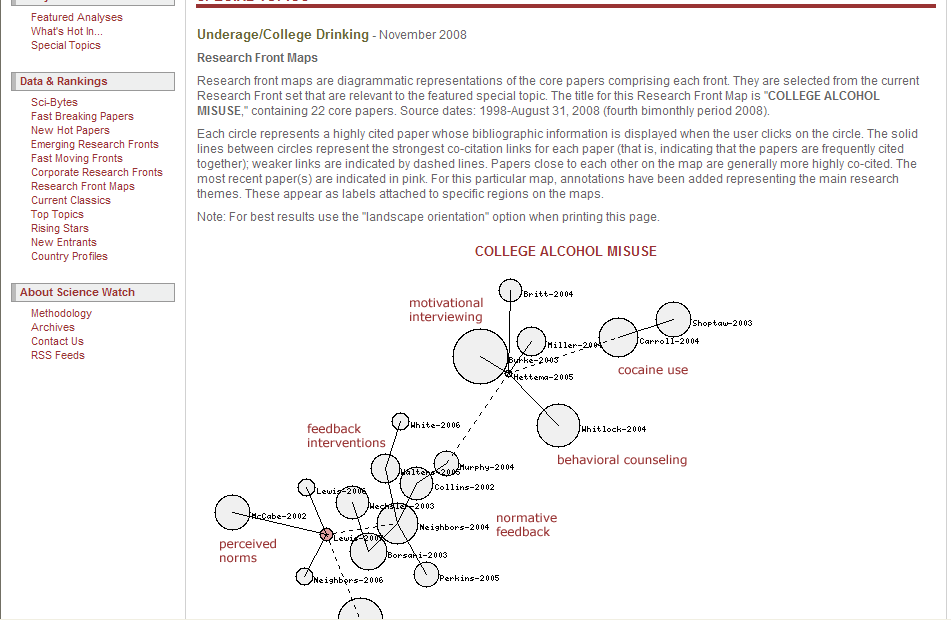 Featured Analyses
What's Hot In...
Special Topics
Data & Rankings
Sci-Bytes
Fast Breaking Papers
New Hot Papers
Emerging Research Fronts
Fast Moving Fronts
Corporate Research Fronts
Research Front Maps
Current Classics
Top Topics
Rising Stars
New Entrants
Country Profiles
About Science Watch
Methodology
Archives
Contact Us
RSS Feeds
Underage/College Drinking - November 2008
Research Front Maps
Research front maps are diagrammatic representations of the core papers comprising each front. They are selected from the current
Research Front set that are relevant to the featured special topic. The title for this Research Front Map is "COLLEGE ALCOHOL
MISUSE," containing 22 core papers. Source dates: 1998-August 31, 2008 (fourth bimonthly period 2008).
Each circle represents a highly cited paper whose bibliographic information is displayed when the user clicks on the circle. The solid
lines between circles represent the strongest co-citation links for each paper (that is, indicating that the papers are frequently cited
together); weaker links are indicated by dashed lines. Papers close to each other on the map are generally more highly co-cited. The
most recent paper(s) are indicated in pink. For this particular map, annotations have been added representing the main research
themes. These appear as labels attached to specific regions on the maps.
Note: For best results use the "landscape orientation" option when printing this page.
COLLEGE ALCOHOL MISUSE
Britt-2004
motivational
interviewing
Shoptaw-2003
Miller-2004
Carroll-2004
Burke-2003
cocaine use
Hettema-2005
White-2006
feedback
interventions
Whitlock-2004
behavioral counseling
Murphy-2004
Walters-2005
Collins-2002
Lewis-2006
Wechsler-2003
McCabe-2002
normative
feedback
Neighbors-2004
Lewis-2007
perceived
norms
Borsari-2003
Neighbors-2006
Perkins-2005